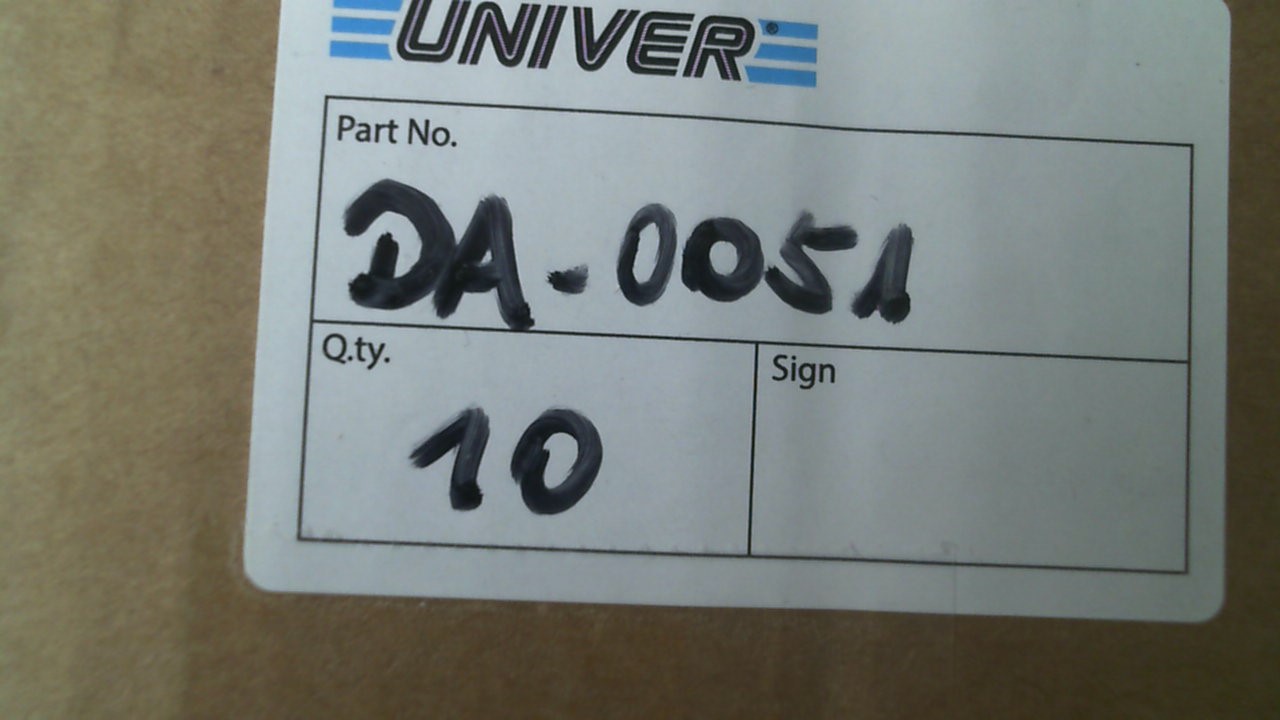 UNIVER®
Part No.
DA-0051
Q.ty.
Sign
10